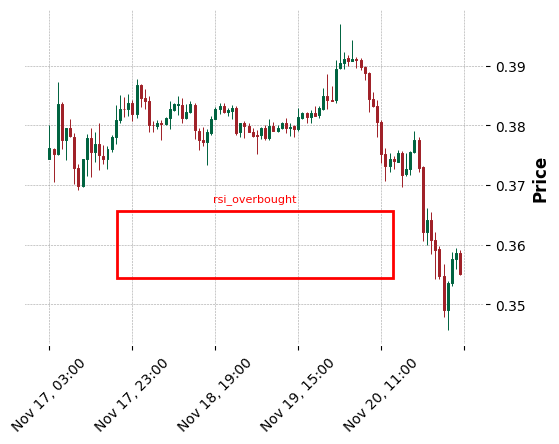 0.39
0.38
0.37
0.36
0.35
Price
rsi_overbought
Nov 17, 03:00
Nov 17, 23:00
Nov 18, 19:00
Nov 19, 15:00
Nov 20, 11:00